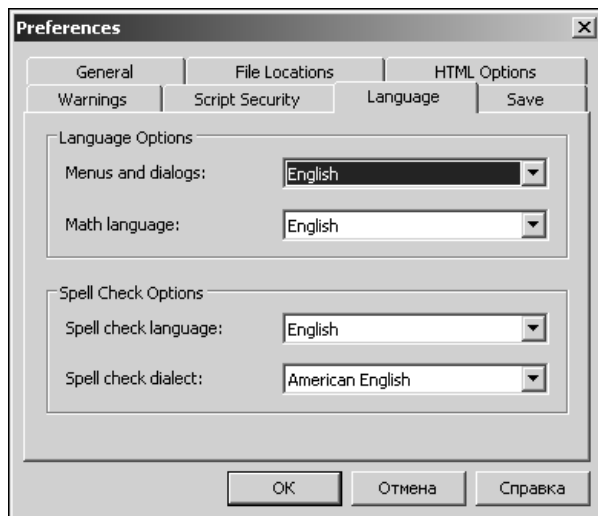 Preferences
General File Locations HTML Options
Warnings Script Security Language Save
Language Options
Menus and dialogs: English
Math language: English
Spell Check Options
Spell check language: English
Spell check dialect: American English
OK Отмена Справка